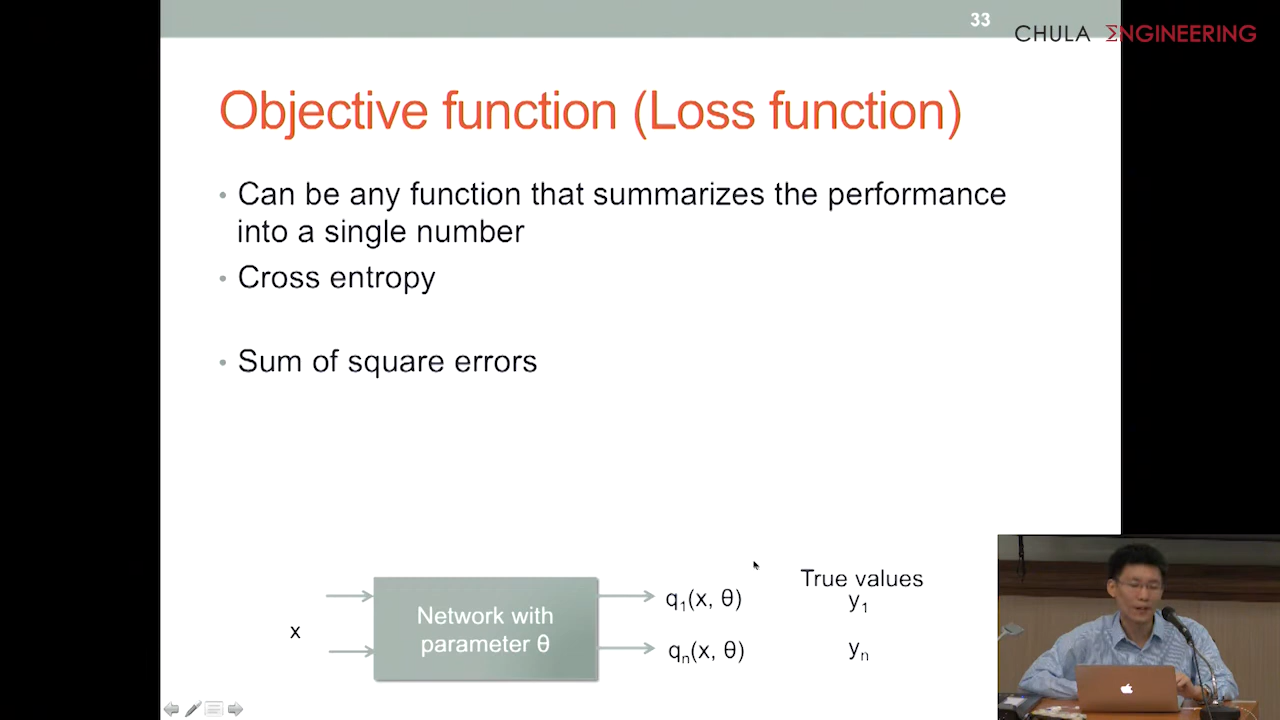 33
CHULA ΣNGINEERING
Objective function (Loss function)
• Can be any function that summarizes the performance
into a single number
• Cross entropy
• Sum of square errors
True values
x
Network with
parameter θ
q₁(x, θ)
y₁
qₙ(x, θ)
yₙ